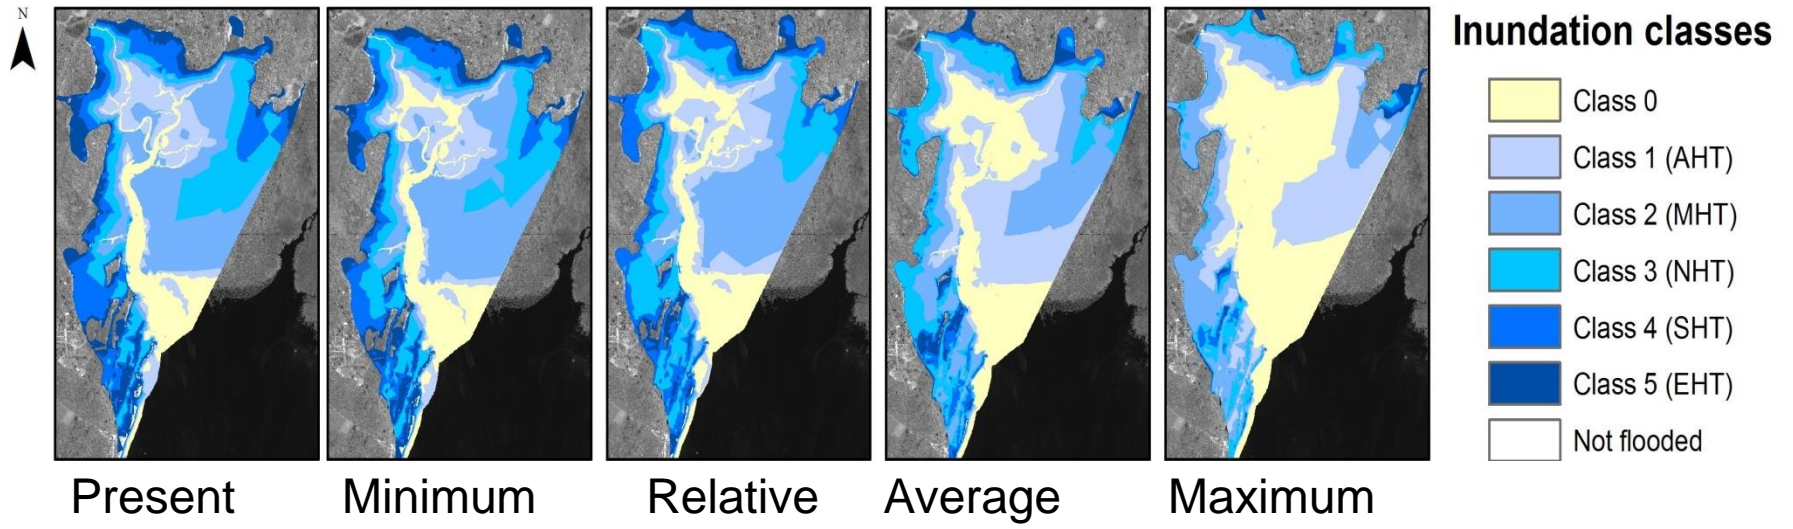 N
Inundation classes
Class 0
Class 1 (AHT)
Class 2 (MHT)
Class 3 (NHT)
Class 4 (SHT)
Class 5 (EHT)
Not flooded
Present
Minimum
Relative
Average
Maximum